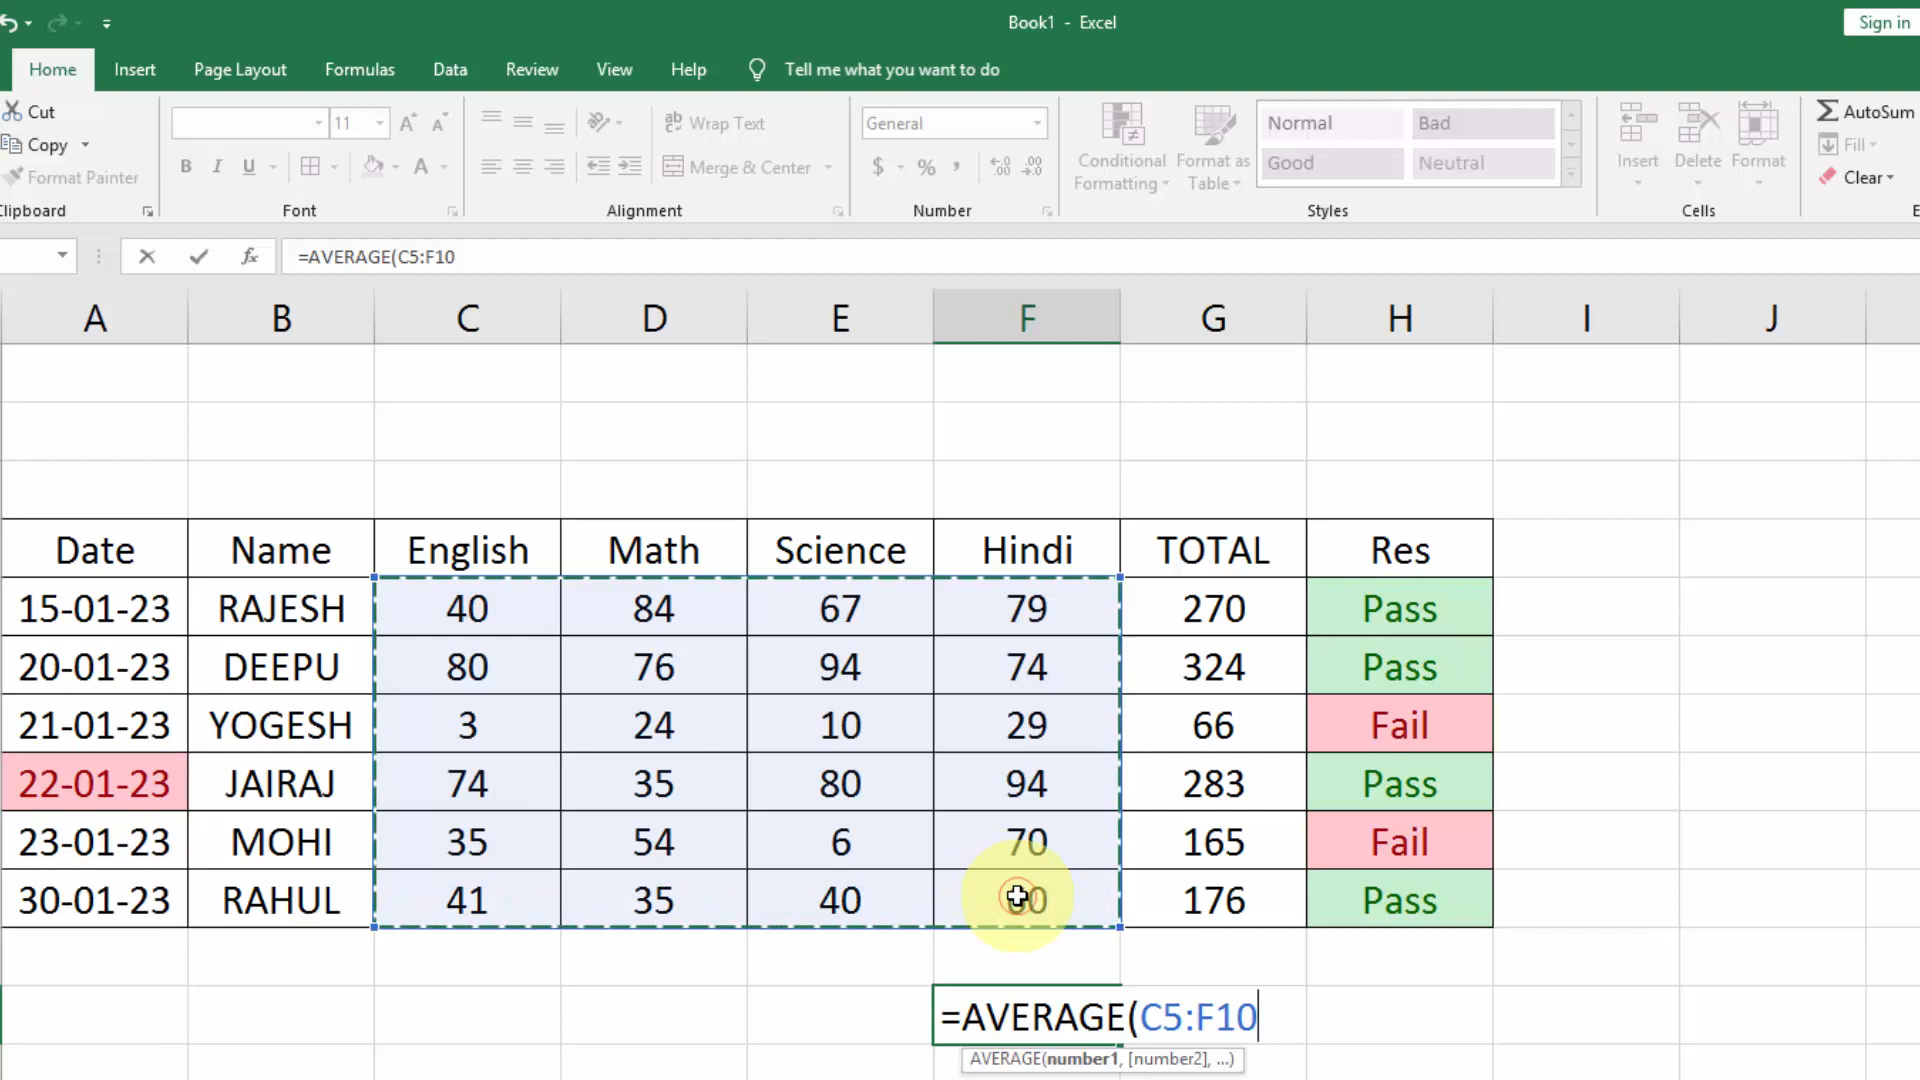 Book1 - Excel
Sign in
Home Insert Page Layout Formulas Data Review View Help Tell me what you want to do
Cut
Copy
Format Painter
Clipboard
11
B I U
Font
Wrap Text
Merge & Center
Alignment
General
$ % ,
Number
Conditional Formatting
Format as Table
Normal Bad
Good Neutral
Styles
Insert Delete Format
Cells
AutoSum
Fill
Clear
=AVERAGE(C5:F10
A B C D E F G H I J
Date Name English Math Science Hindi TOTAL Res
15-01-23 RAJESH 40 84 67 79 270 Pass
20-01-23 DEEPU 80 76 94 74 324 Pass
21-01-23 YOGESH 3 24 10 29 66 Fail
22-01-23 JAIRAJ 74 35 80 94 283 Pass
23-01-23 MOHI 35 54 6 70 165 Fail
30-01-23 RAHUL 41 35 40 60 176 Pass
=AVERAGE(C5:F10
AVERAGE(number1, [number2], ...)